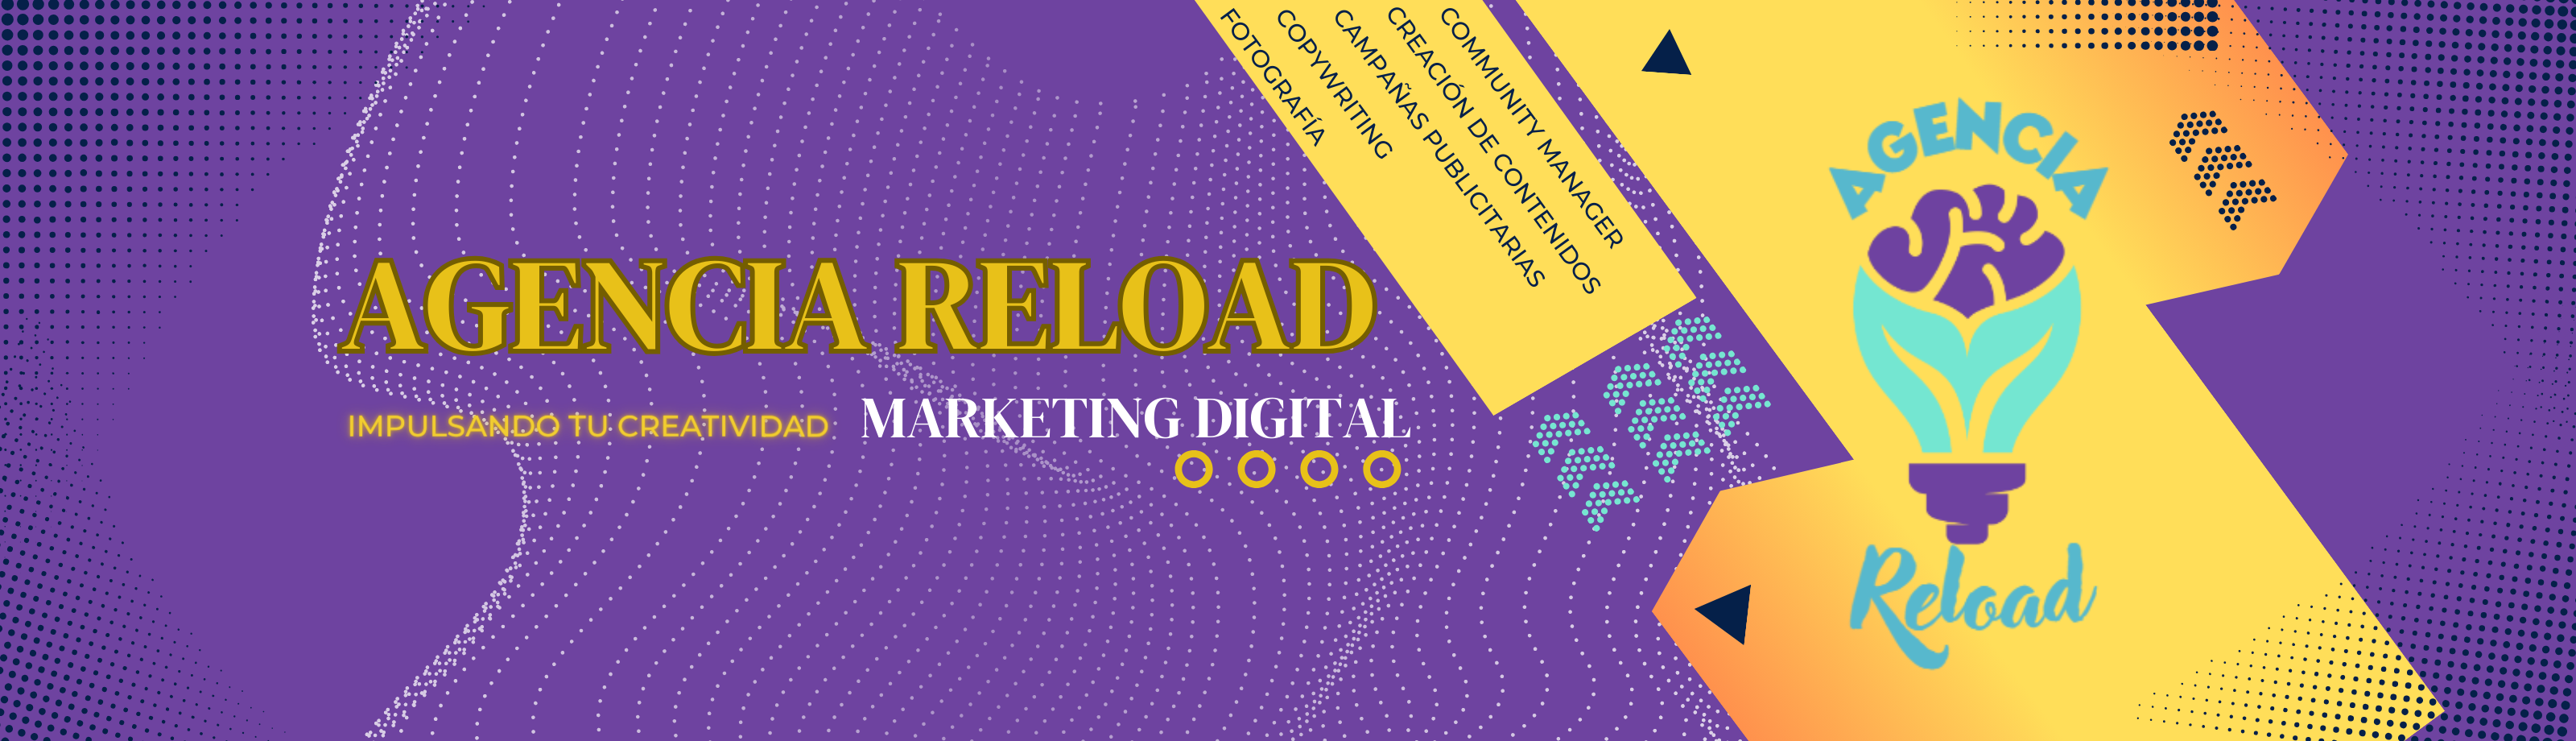 AGENCIA RELOAD
IMPULSANDO TU CREATIVIDAD
MARKETING DIGITAL
COMMUNITY MANAGER
CREACIÓN DE CONTENIDOS
CAMPAÑAS PUBLICITARIAS
COPYWRITING
FOTOGRAFÍA
AGENCIA
Reload